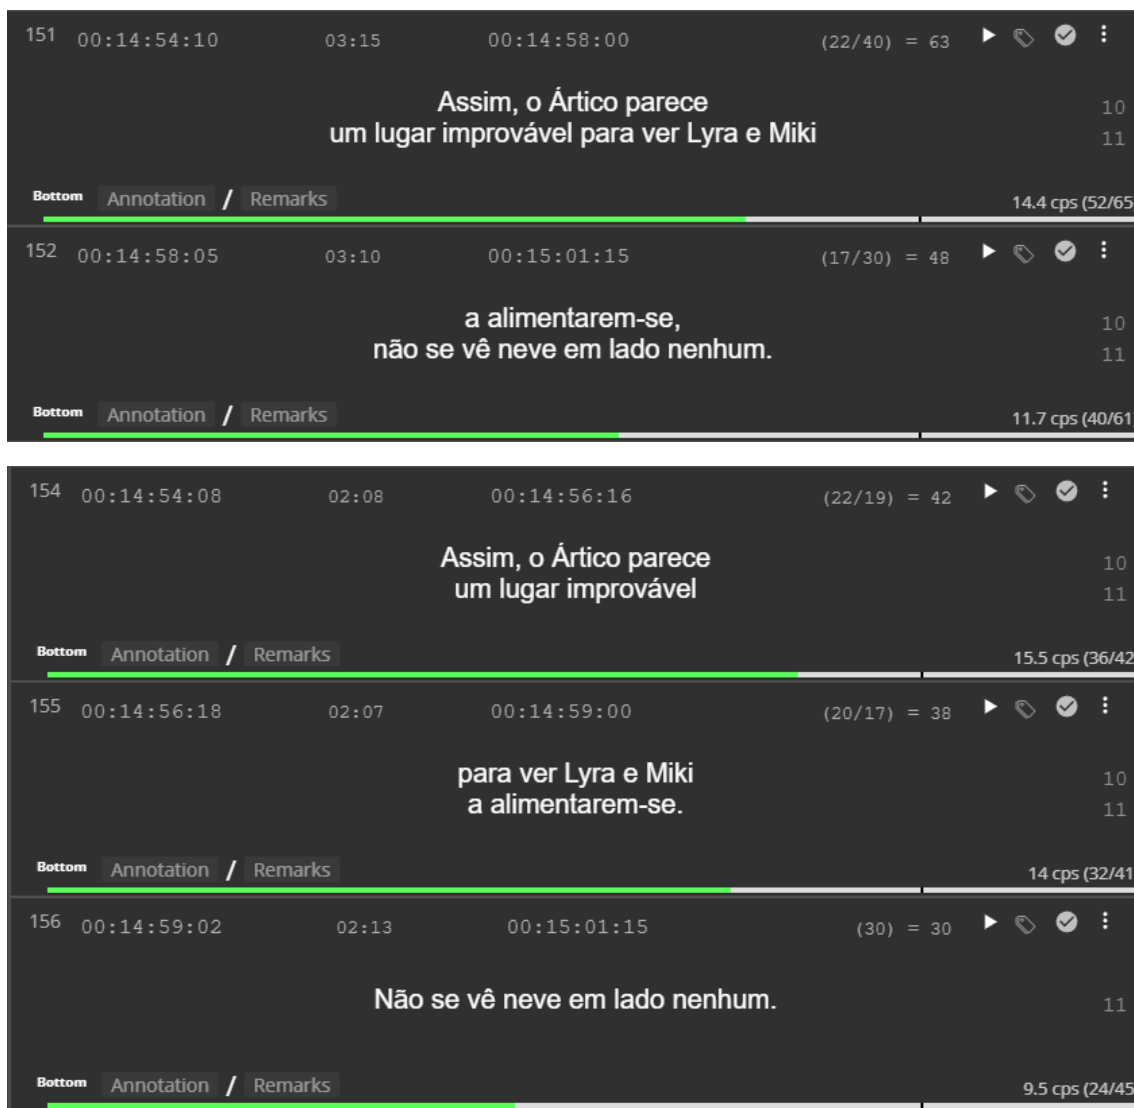 151 00:14:54:10 03:15 00:14:58:00 (22/40) = 63
Assim, o Ártico parece 10
um lugar improvável para ver Lyra e Miki 11
Bottom Annotation / Remarks 14.4 cps (52/65
152 00:14:58:05 03:10 00:15:01:15 (17/30) = 48
a alimentarem-se, 10
não se vê neve em lado nenhum. 11
Bottom Annotation / Remarks 11.7 cps (40/61
154 00:14:54:08 02:08 00:14:56:16 (22/19) = 42
Assim, o Ártico parece 10
um lugar improvável 11
Bottom Annotation / Remarks 15.5 cps (36/42
155 00:14:56:18 02:07 00:14:59:00 (20/17) = 38
para ver Lyra e Miki 10
a alimentarem-se. 11
Bottom Annotation / Remarks 14 cps (32/41
156 00:14:59:02 02:13 00:15:01:15 (30) = 30
Não se vê neve em lado nenhum. 11
Bottom Annotation / Remarks 9.5 cps (24/45